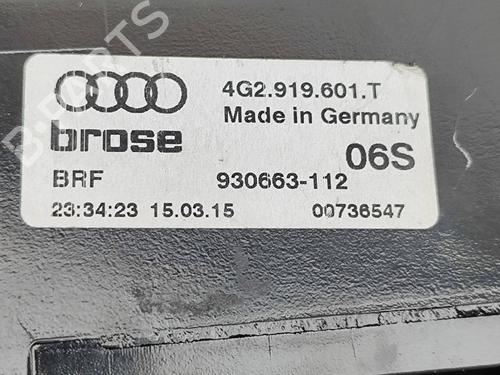 B-PARTS
4G2.919.601.T
Made in Germany
brose
06S
BRF 930663-112
23:34:23 15.03.15 00736547